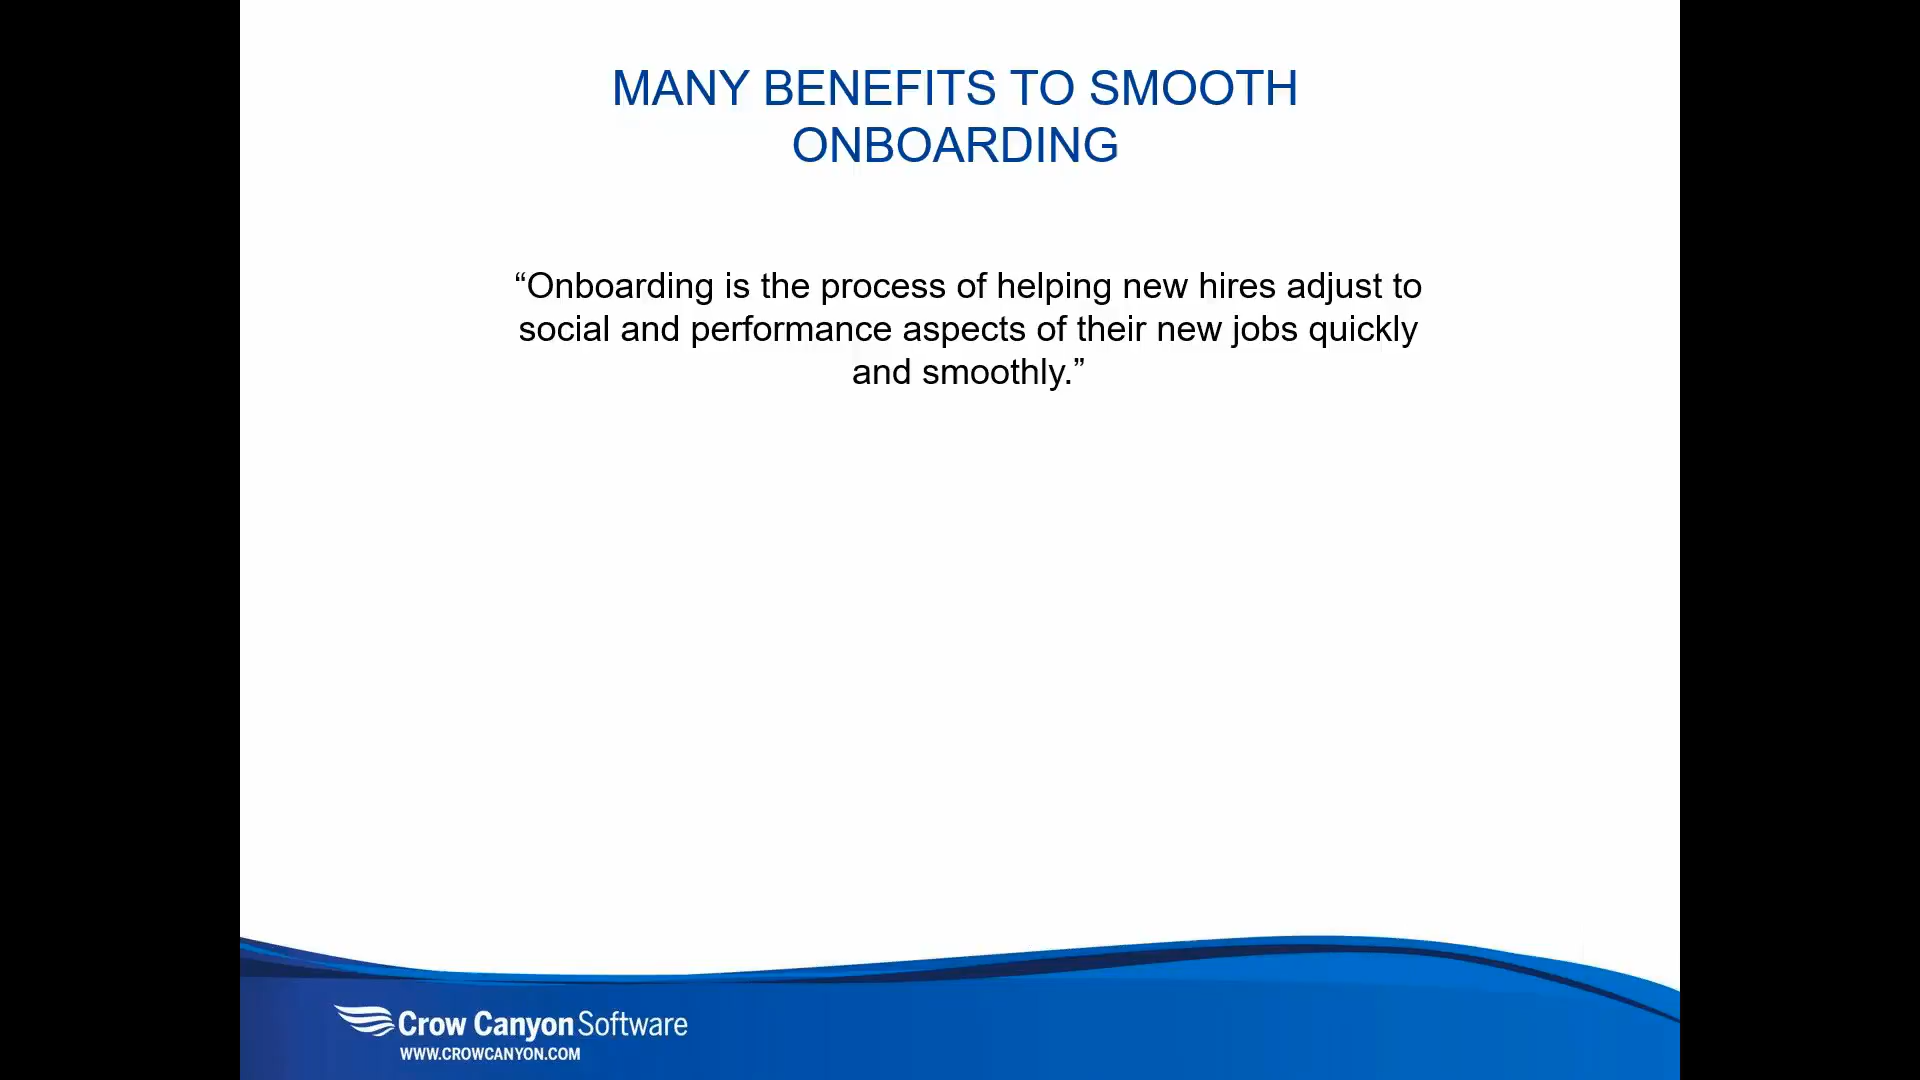 MANY BENEFITS TO SMOOTH
ONBOARDING
“Onboarding is the process of helping new hires adjust to
social and performance aspects of their new jobs quickly
and smoothly.”
Crow Canyon Software
WWW.CROWCANYON.COM